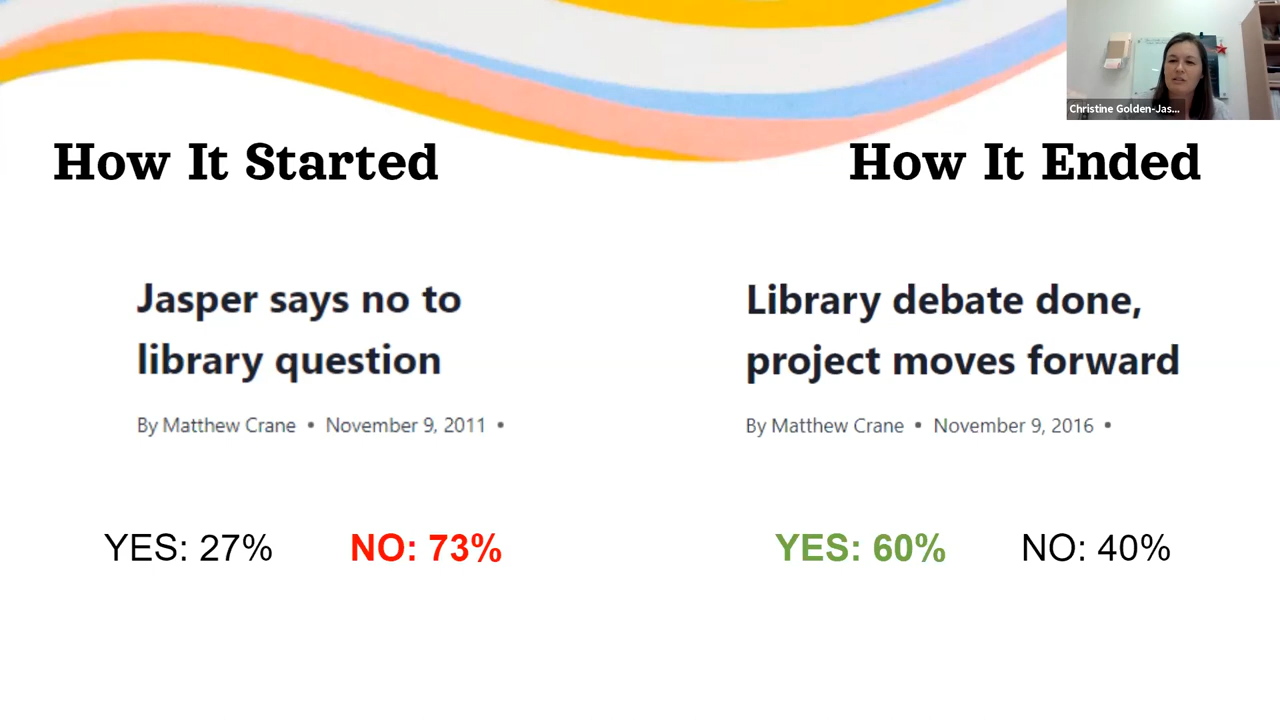 Christine Golden-Jas...
How It Started
How It Ended
Jasper says no to
library question
By Matthew Crane • November 9, 2011 •
Library debate done,
project moves forward
By Matthew Crane • November 9, 2016 •
YES: 27% NO: 73%
YES: 60% NO: 40%